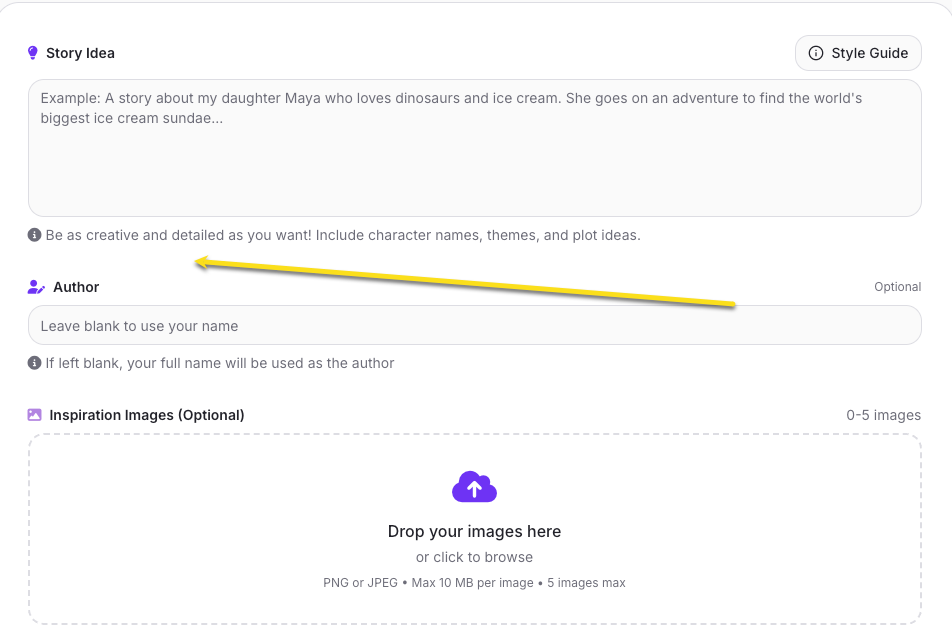 Story Idea
Style Guide
Example: A story about my daughter Maya who loves dinosaurs and ice cream. She goes on an adventure to find the world's
biggest ice cream sundae...
Be as creative and detailed as you want! Include character names, themes, and plot ideas.
Author
Optional
Leave blank to use your name
If left blank, your full name will be used as the author
Inspiration Images (Optional)
0-5 images
Drop your images here
or click to browse
PNG or JPEG • Max 10 MB per image • 5 images max